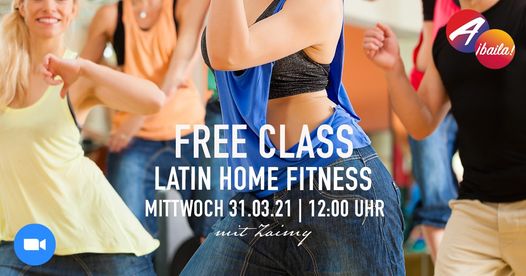 A
¡baila!
FREE CLASS
LATIN HOME FITNESS
MITTWOCH 31.03.21 | 12:00 UHR
mit Zaimy